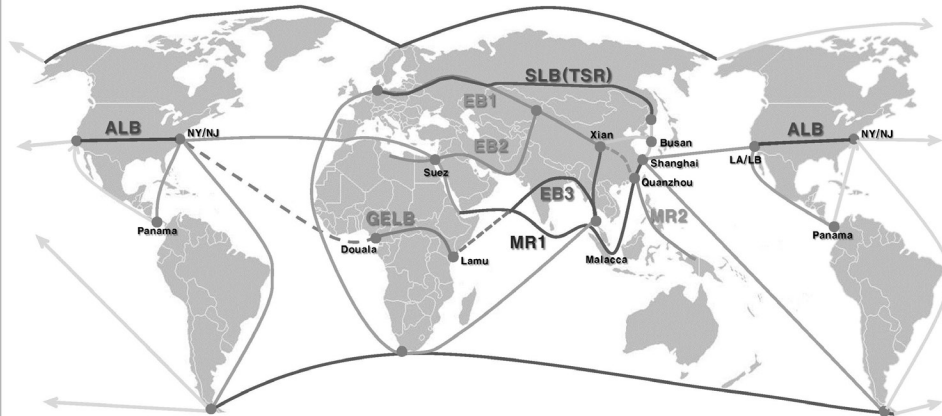 SLB(TSR)
EB1
ALB
NY/NJ
Xian
Busan
ALB
NY/NJ
EB2
Suez
Shanghai
LA/LB
Quanzhou
EB3
GELB
MR2
Panama
Douala
Lamu
MR1
Malacca
Panama